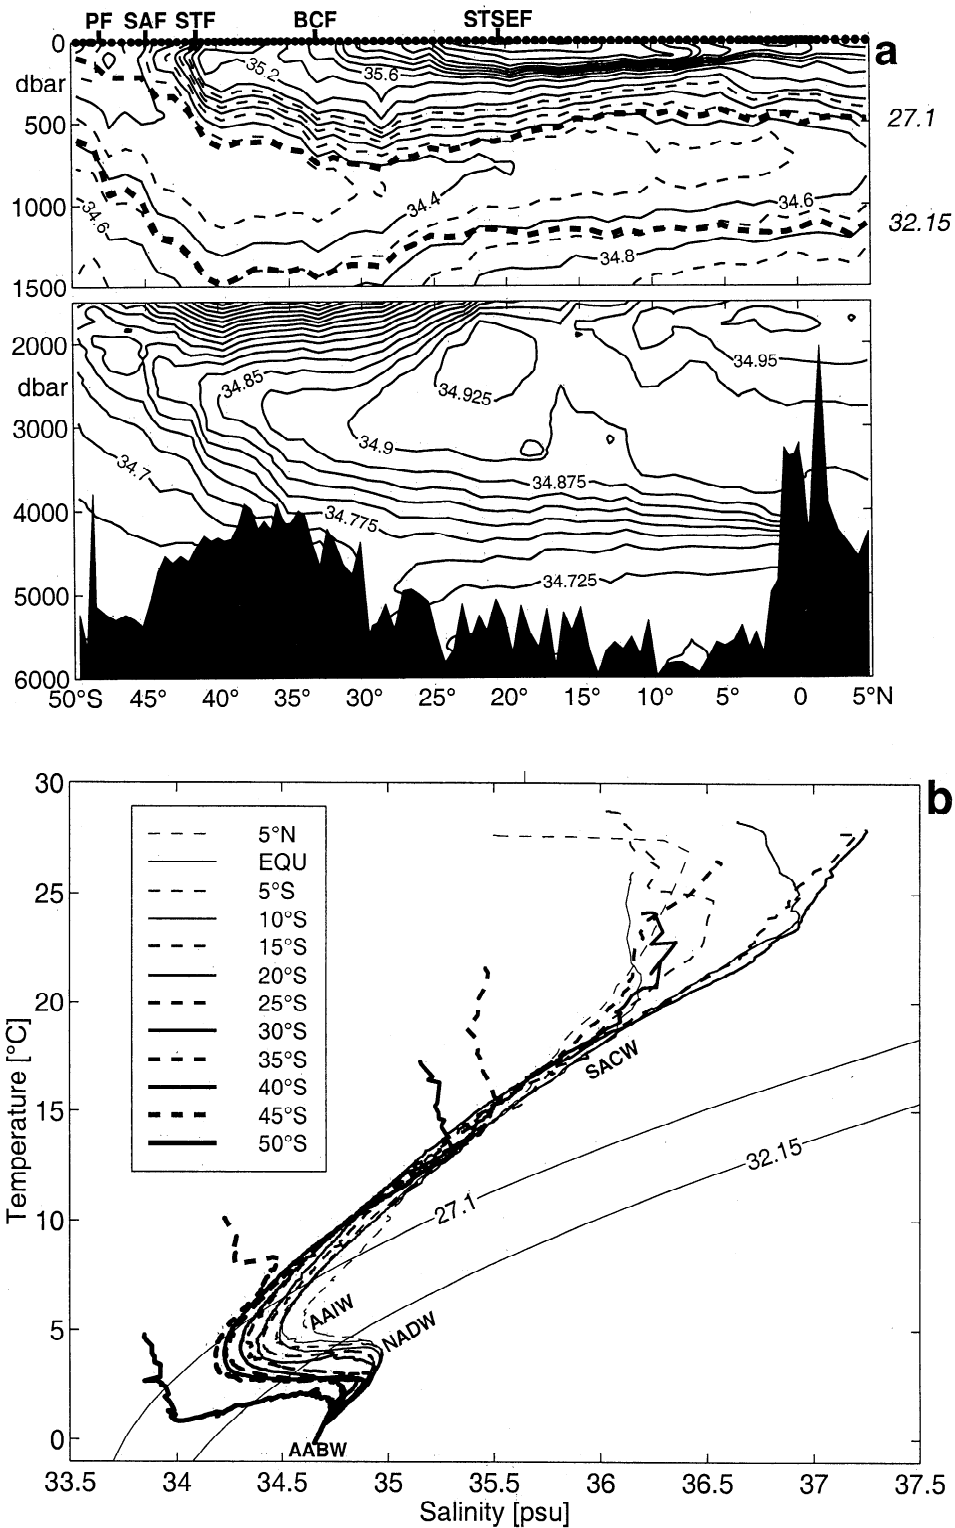 PF SAF STF BCF STSEF
a
0
dbar
500
1000
1500
35.2
35.6
27.1
34.4
34.6
34.6
32.15
34.8
2000
dbar
3000
4000
5000
6000
34.85
34.925
34.95
34.9
34.7
34.875
34.775
34.725
50°S 45° 40° 35° 30° 25° 20° 15° 10° 5° 0 5°N
b
30
25
20
15
10
5
0
Temperature [°C]
5°N
EQU
5°S
10°S
15°S
20°S
25°S
30°S
35°S
40°S
45°S
50°S
SACW
32.15
27.1
AAIW
NADW
AABW
33.5 34 34.5 35 35.5 36 36.5 37 37.5
Salinity [psu]